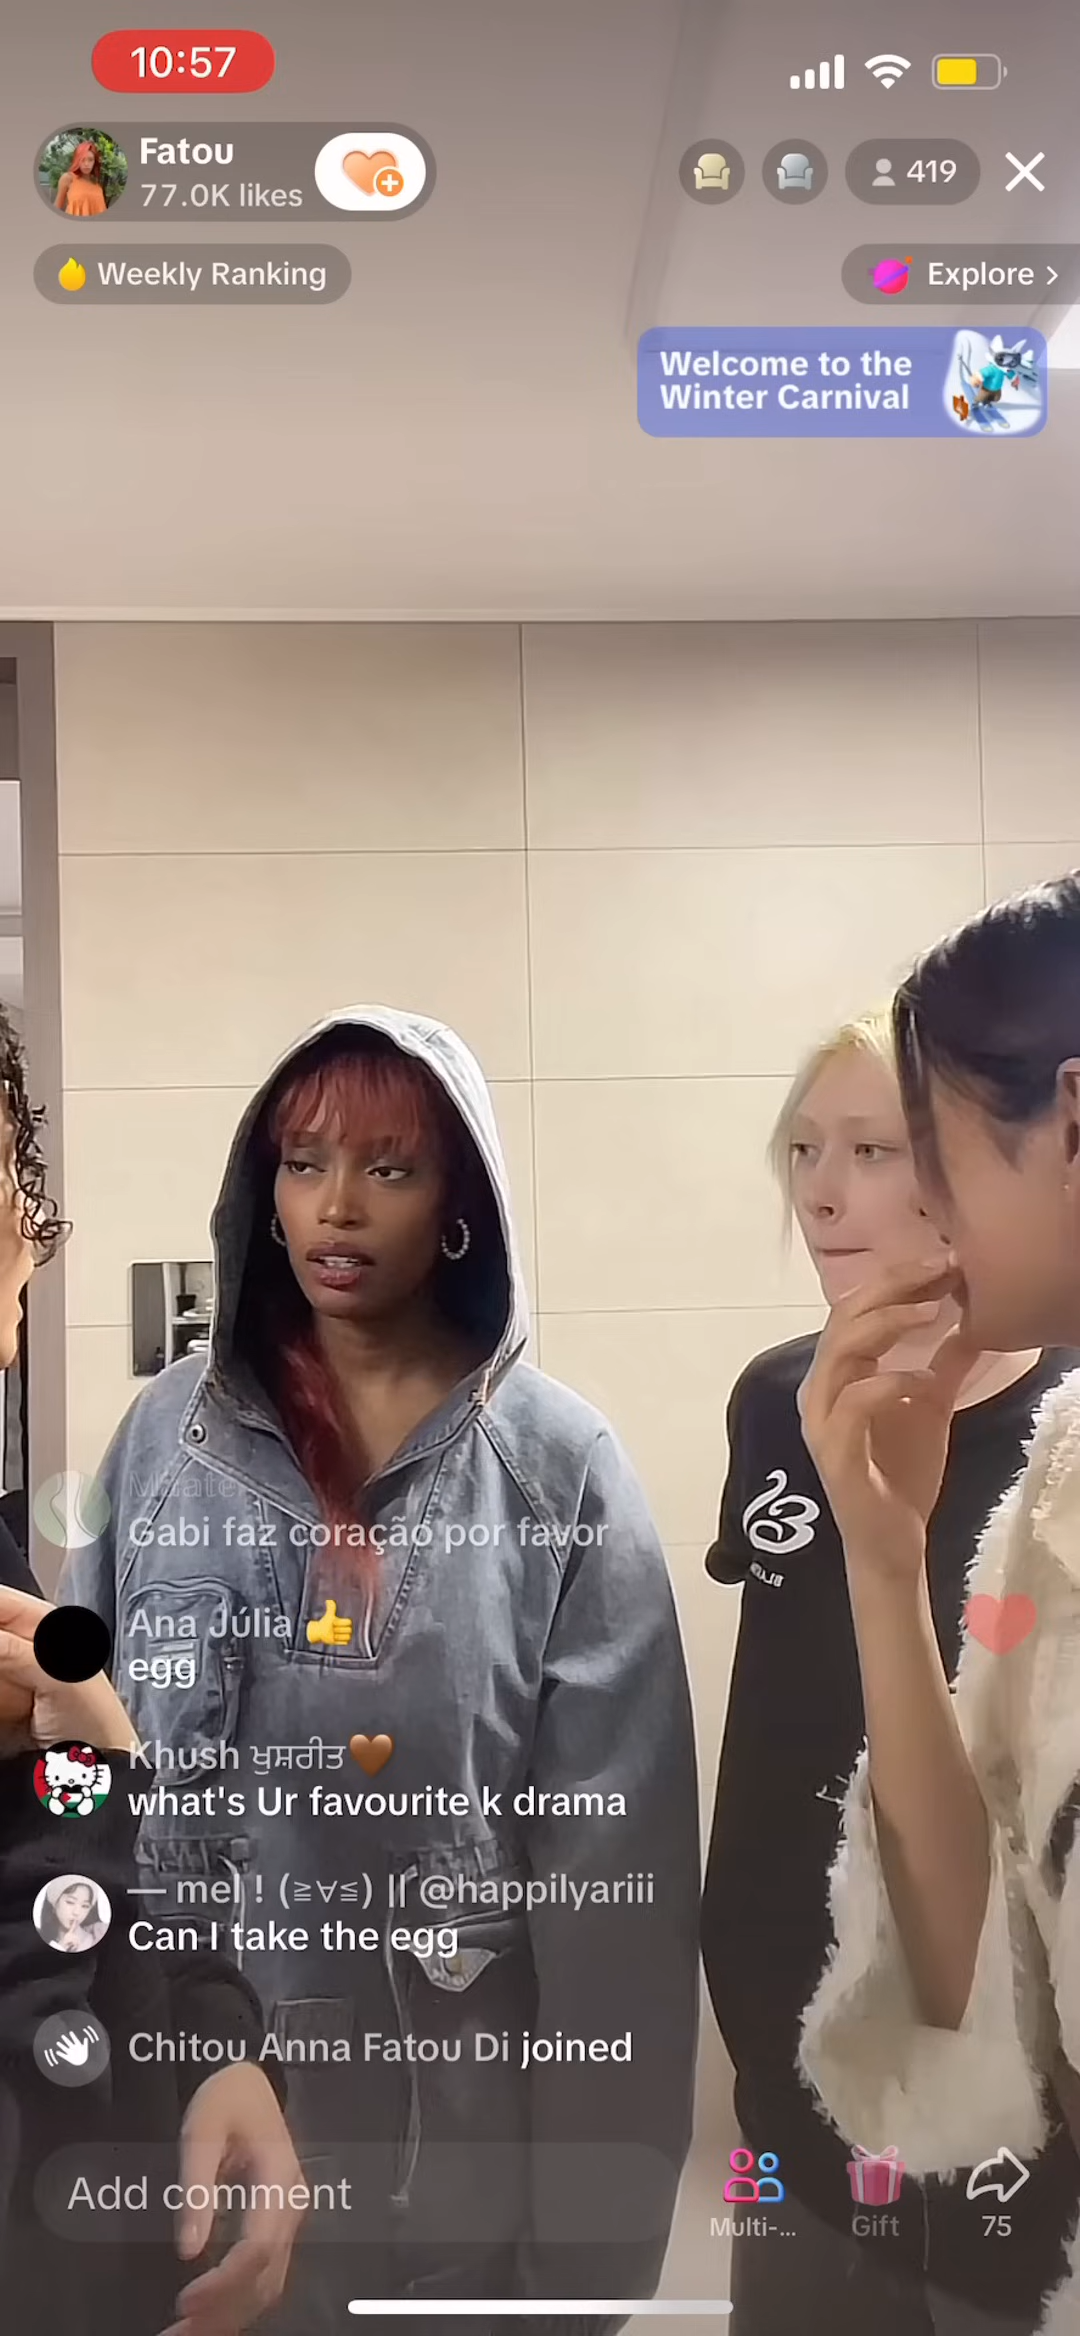 10:57
Fatou
77.0K likes
419
Weekly Ranking
Explore >
Welcome to the
Winter Carnival
Maate
Gabi faz coração por favor
Ana Júlia 👍
egg
Khush ਖੁਸ਼ਰੀਤ🤎
what's Ur favourite k drama
— mel ! (≧∀≦) || @happilyariii
Can I take the egg
Chitou Anna Fatou Di joined
Add comment
Multi-...
Gift
75